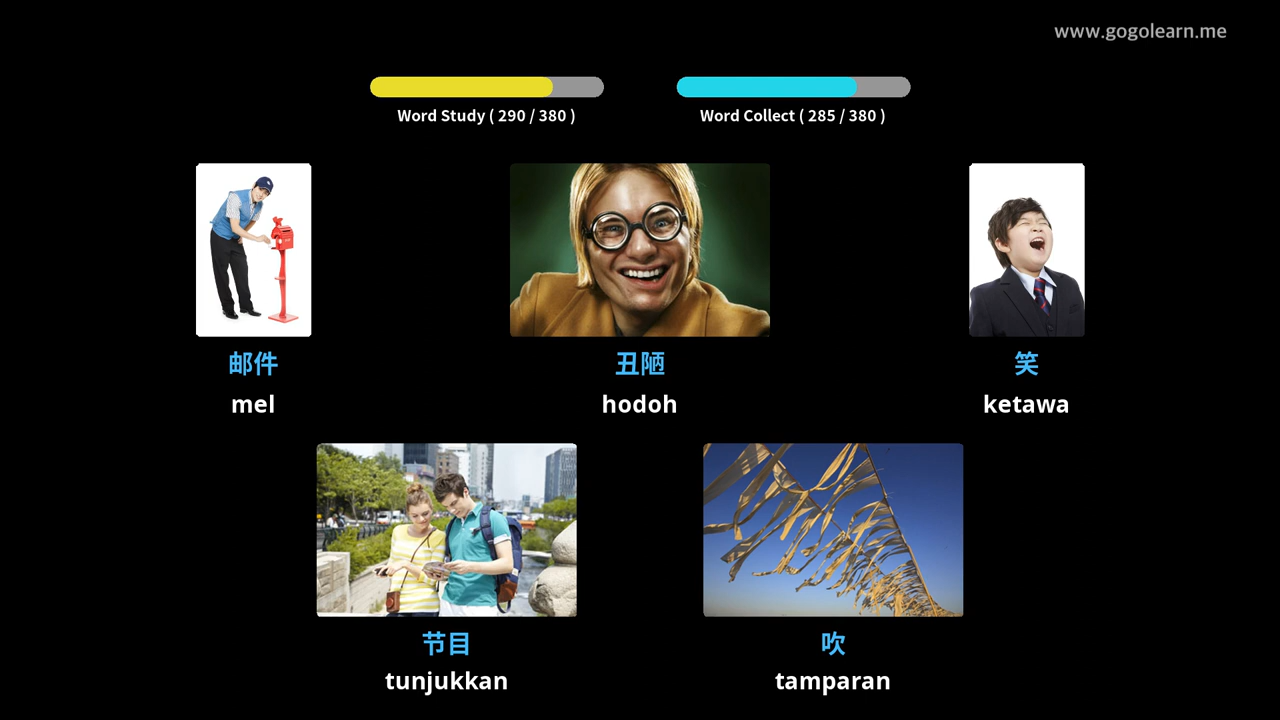 www.gogolearn.me
Word Study ( 290 / 380 )
Word Collect ( 285 / 380 )
邮件
mel
丑陋
hodoh
笑
ketawa
节目
tunjukkan
吹
tamparan